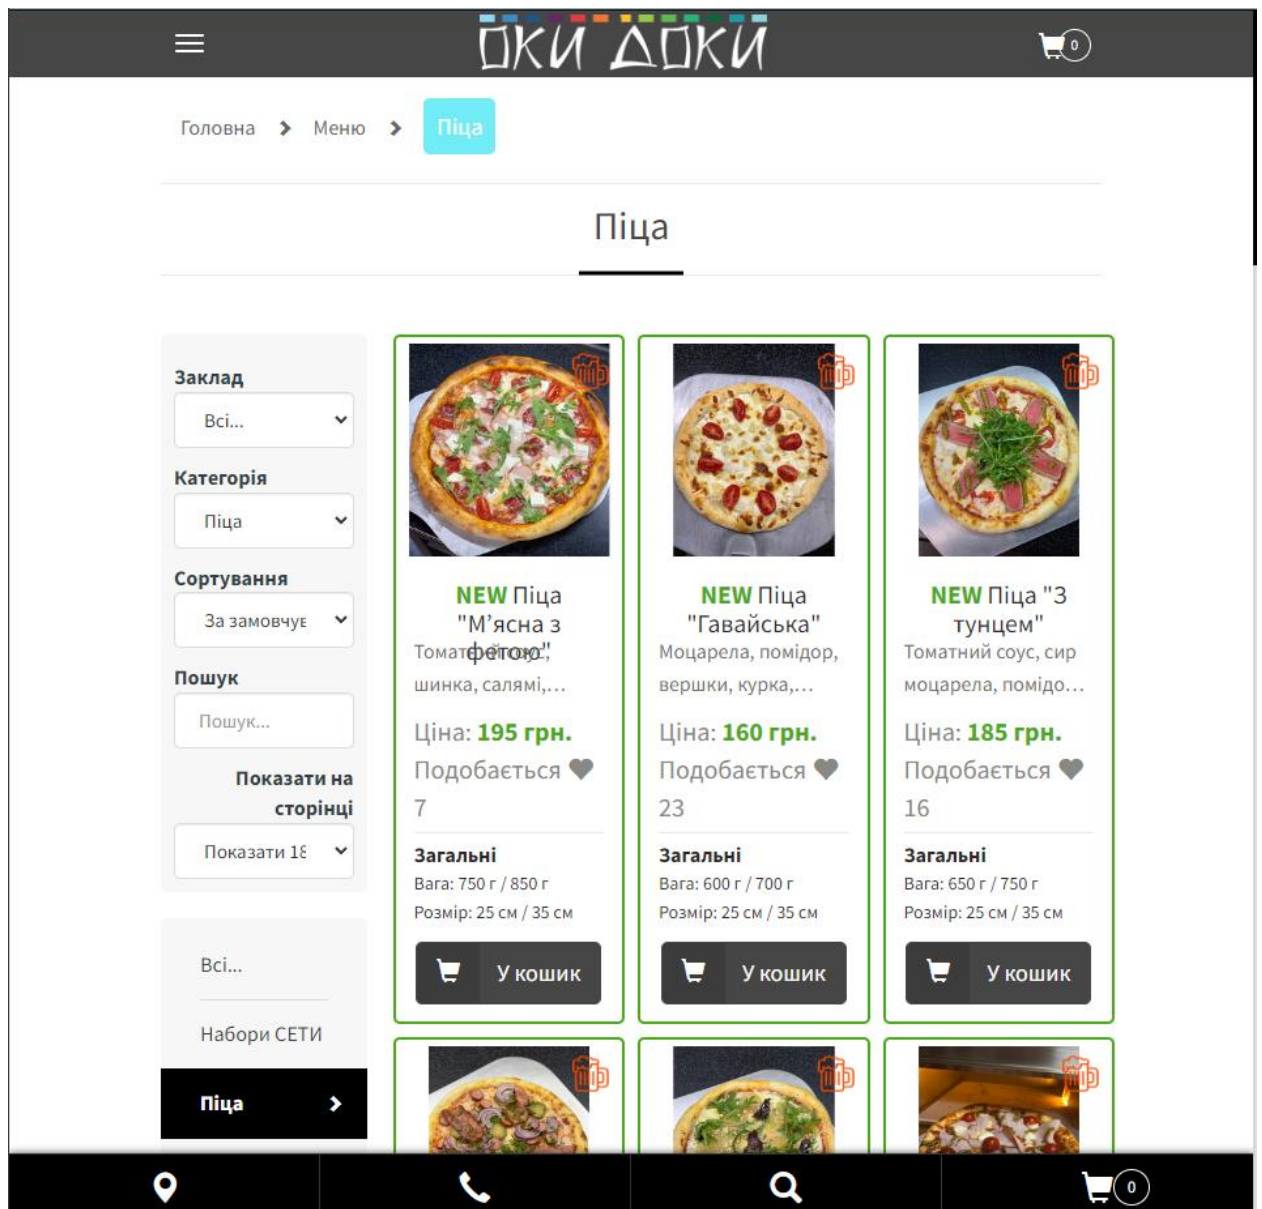 ОКИ ДОКИ
0
Головна
Меню
Піца
Піца
Заклад
Всі...
Категорія
Піца
Сортування
За замовчує
Пошук
Пошук...
Показати на
сторінці
Показати 18
Всі...
Набори СЕТИ
Піца
NEW Піца
"М’ясна з
фетою"
Томатний соус,
шинка, салямі,...
Ціна: 195 грн.
Подобається
7
Загальні
Вага: 750 г / 850 г
Розмір: 25 см / 35 см
У кошик
NEW Піца
"Гавайська"
Моцарела, помідор,
вершки, курка,...
Ціна: 160 грн.
Подобається
23
Загальні
Вага: 600 г / 700 г
Розмір: 25 см / 35 см
У кошик
NEW Піца "З
тунцем"
Томатний соус, сир
моцарела, помідо...
Ціна: 185 грн.
Подобається
16
Загальні
Вага: 650 г / 750 г
Розмір: 25 см / 35 см
У кошик
0